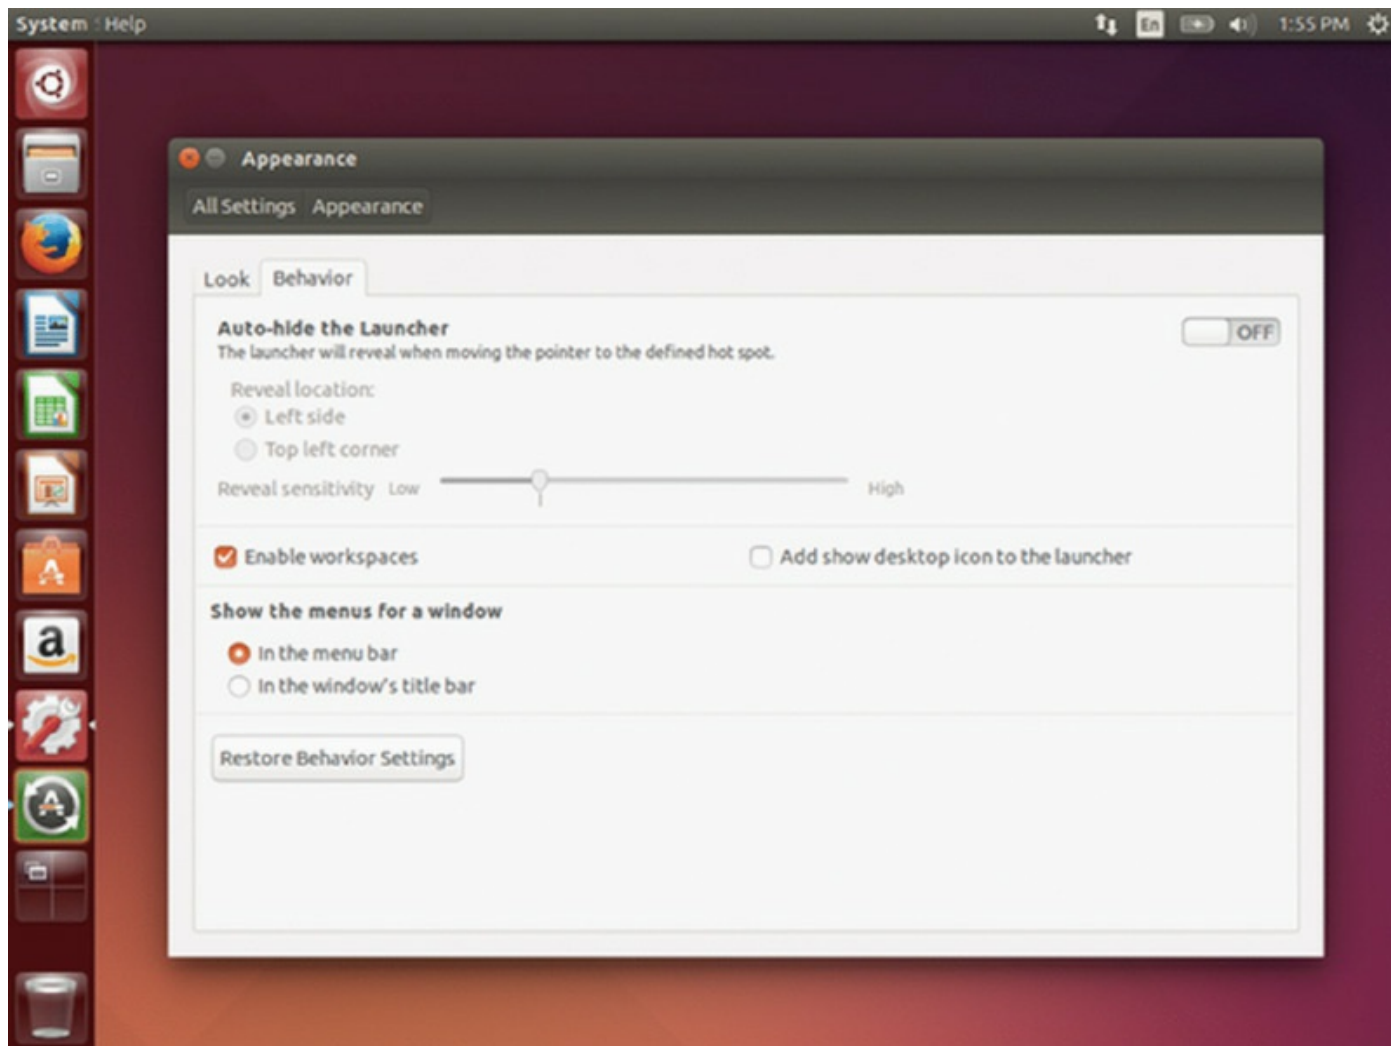 System : Help
En
1:55 PM
Appearance
All Settings Appearance
Look Behavior
Auto-hide the Launcher
OFF
The launcher will reveal when moving the pointer to the defined hot spot.
Reveal location:
Left side
Top left corner
Reveal sensitivity Low High
Enable workspaces Add show desktop icon to the launcher
Show the menus for a window
In the menu bar
In the window's title bar
Restore Behavior Settings
a